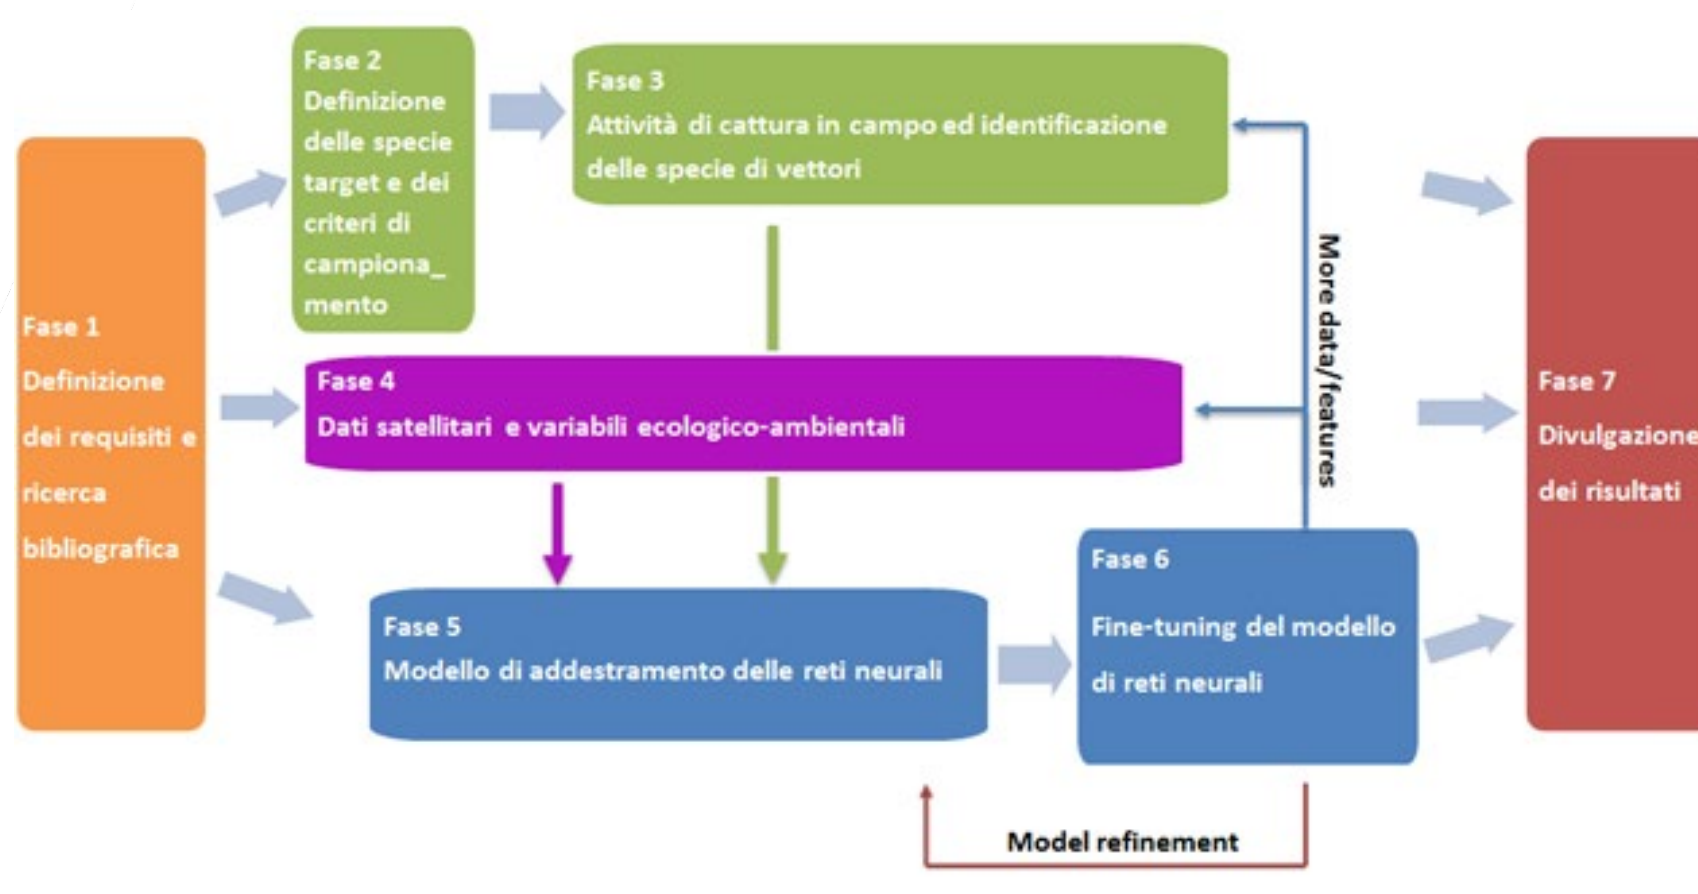 Fase 1
Definizione
dei requisiti e
ricerca
bibliografica
Fase 2
Definizione
delle specie
target e dei
criteri di
campiona_
mento
Fase 3
Attività di cattura in campo ed identificazione
delle specie di vettori
Fase 4
Dati satellitari e variabili ecologico-ambientali
Fase 5
Modello di addestramento delle reti neurali
Fase 6
Fine-tuning del modello
di reti neurali
More data/features
Model refinement
Fase 7
Divulgazione
dei risultati